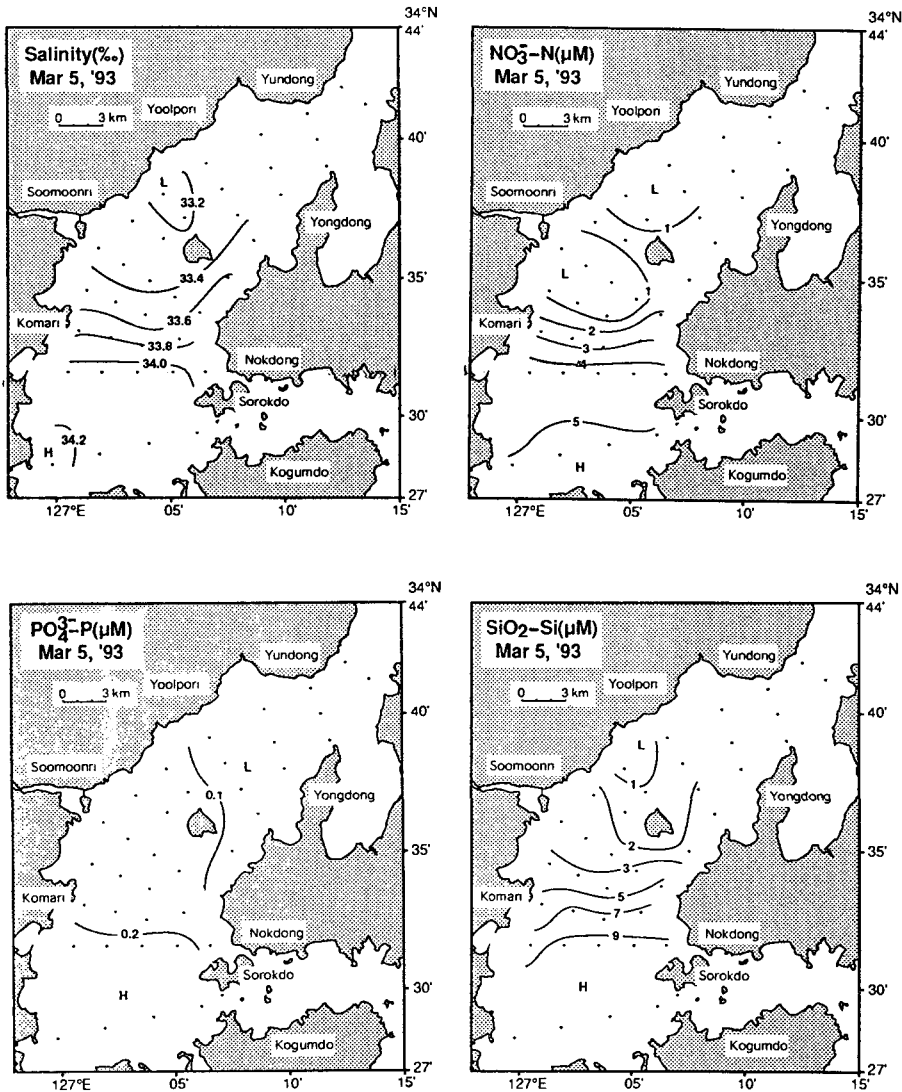 34°N
Salinity(‰)
Mar 5, '93
0 3 km
Yoolpori
Yundong
Soomoonri
Yongdong
Komari
Nokdong
Sorokdo
Kogumdo
L
33.2
33.4
33.6
33.8
34.0
34.2
H
44'
40'
35'
30'
27'
127°E 05' 10' 15'
34°N
NO₃⁻–N(μM)
Mar 5, '93
0 3 km
Yoolpori
Yundong
Soomoonri
Yongdong
Komari
Nokdong
Sorokdo
Kogumdo
L
1
L
1
2
3
4
5
H
44'
40'
35'
30'
27'
127°E 05' 10' 15'
34°N
PO₄³⁻–P(μM)
Mar 5, '93
0 3 km
Yoolpori
Yundong
Soomoonri
Yongdong
Komari
Nokdong
Sorokdo
Kogumdo
L
0.1
0.2
H
44'
40'
35'
30'
27'
127°E 05' 10' 15'
34°N
SiO₂–Si(μM)
Mar 5, '93
0 3 km
Yoolpori
Yundong
Soomoonri
Yongdong
Komari
Nokdong
Sorokdo
Kogumdo
L
1
2
3
5
7
9
H
44'
40'
35'
30'
27'
127°E 05' 10' 15'